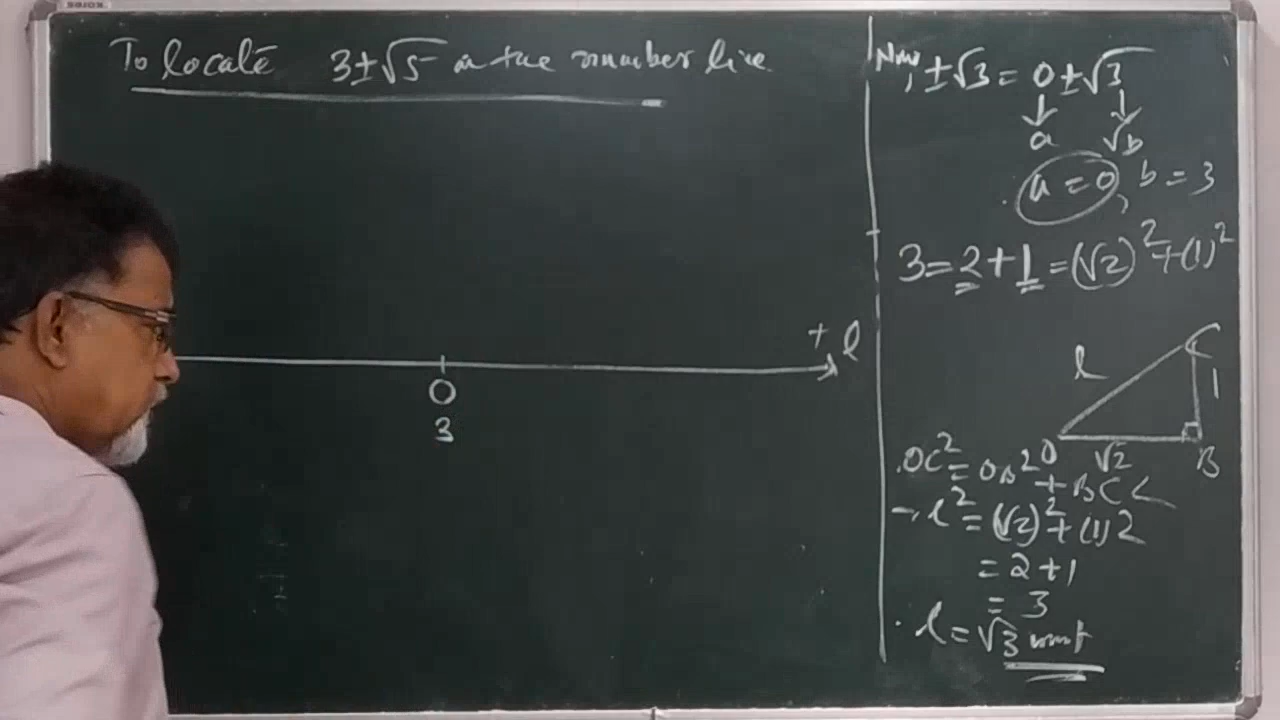 To locate 3±√5 on the number line
+ l
O
3
Now, ±√3 = 0±√3
a √b
a = 0, b = 3
3 = 2 + 1 = (√2)² + (1)²
C
l
1
O √2 B
OC² = OB² + BC²
l² = (√2)² + (1)2
= 2 + 1
= 3
l = √3 unit